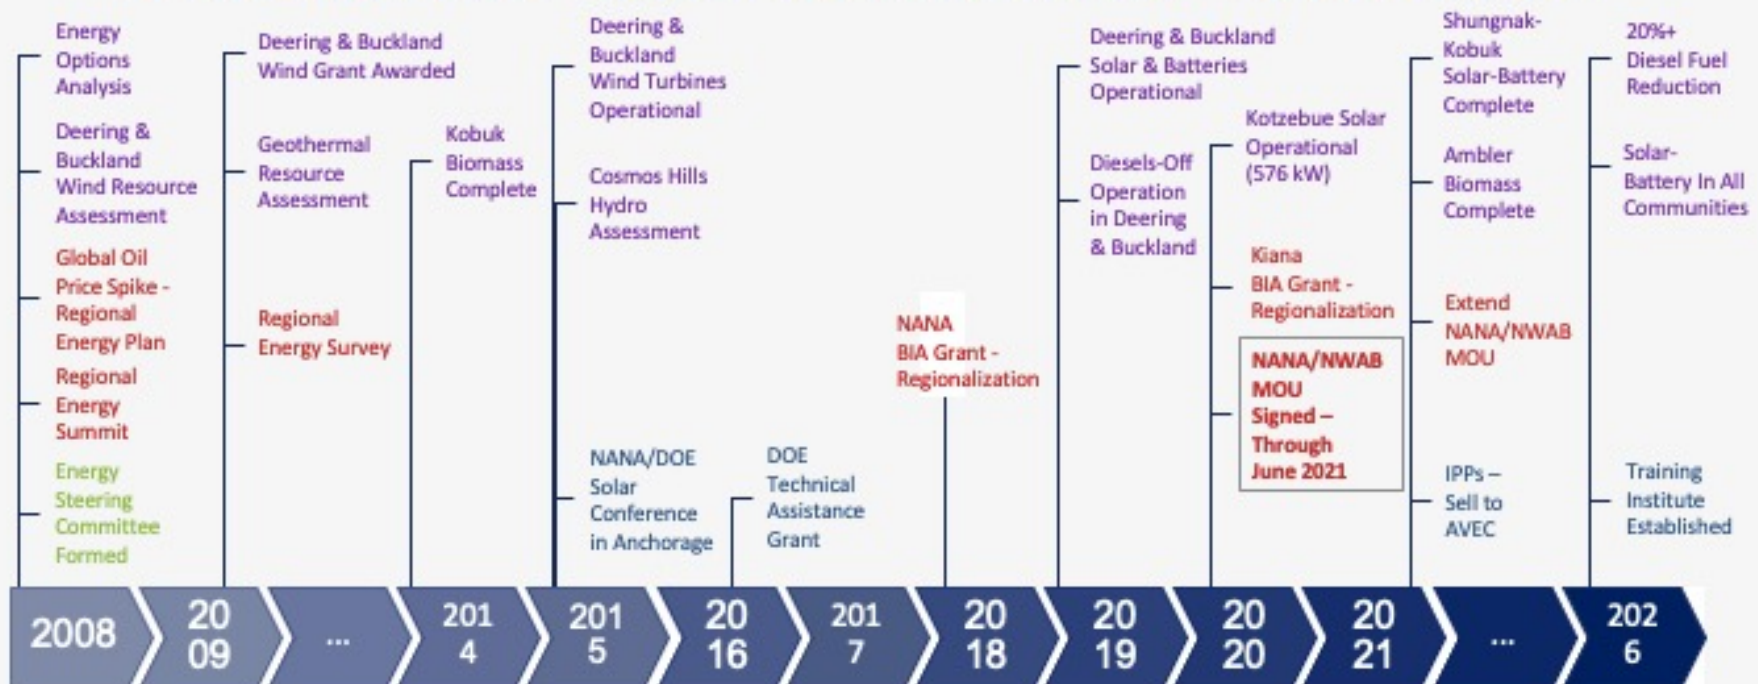 Energy
Options
Analysis
Deering &
Buckland
Wind Resource
Assessment
Global Oil
Price Spike -
Regional
Energy Plan
Regional
Energy
Summit
Energy
Steering
Committee
Formed
Deering & Buckland
Wind Grant Awarded
Geothermal
Resource
Assessment
Regional
Energy Survey
Kobuk
Biomass
Complete
Deering &
Buckland
Wind Turbines
Operational
Cosmos Hills
Hydro
Assessment
NANA/DOE
Solar
Conference
in Anchorage
DOE
Technical
Assistance
Grant
NANA
BIA Grant -
Regionalization
Deering & Buckland
Solar & Batteries
Operational
Diesels-Off
Operation
in Deering
& Buckland
Kotzebue Solar
Operational
(576 kW)
Kiana
BIA Grant -
Regionalization
NANA/NWAB
MOU
Signed –
Through
June 2021
Shungnak-
Kobuk
Solar-Battery
Complete
Ambler
Biomass
Complete
Extend
NANA/NWAB
MOU
IPPs –
Sell to
AVEC
20%+
Diesel Fuel
Reduction
Solar-
Battery In All
Communities
Training
Institute
Established
2008
20
09
...
201
4
201
5
20
16
201
7
20
18
20
19
20
20
20
21
...
202
6